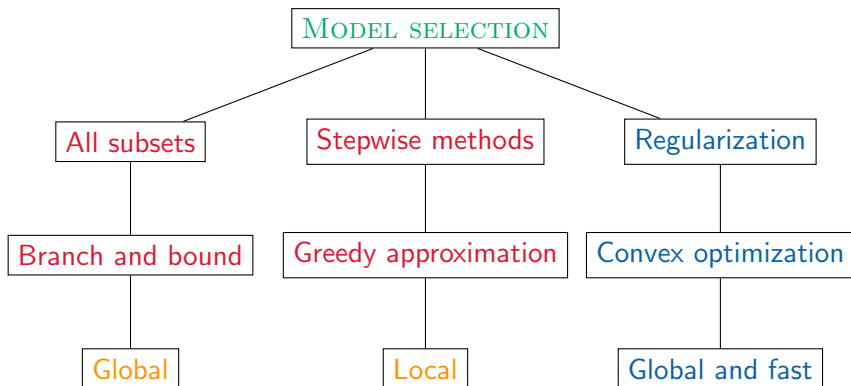 MODEL SELECTION
All subsets
Stepwise methods
Regularization
Branch and bound
Greedy approximation
Convex optimization
Global
Local
Global and fast